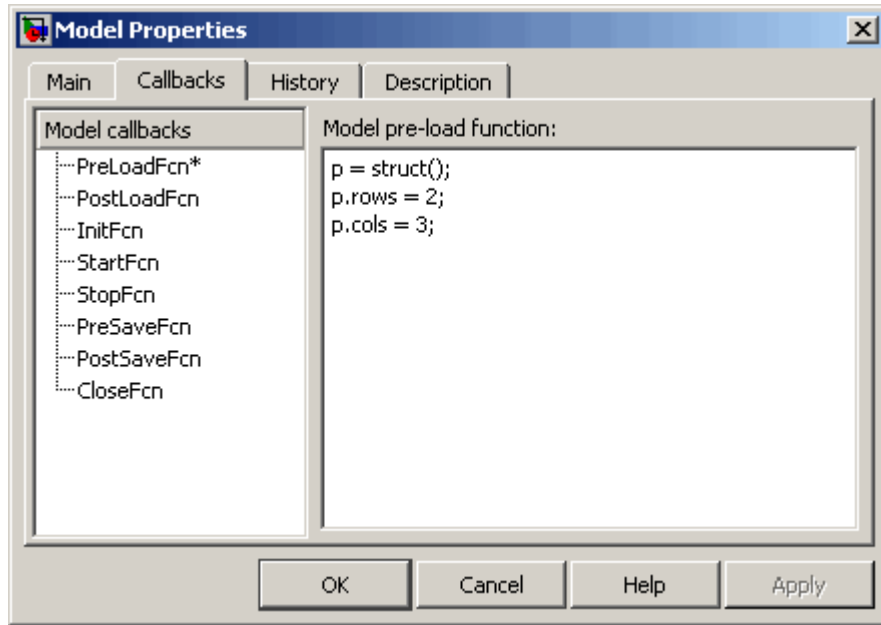 Model Properties
Main Callbacks History Description
Model callbacks
PreLoadFcn*
PostLoadFcn
InitFcn
StartFcn
StopFcn
PreSaveFcn
PostSaveFcn
CloseFcn
Model pre-load function:
p = struct();
p.rows = 2;
p.cols = 3;
OK Cancel Help Apply